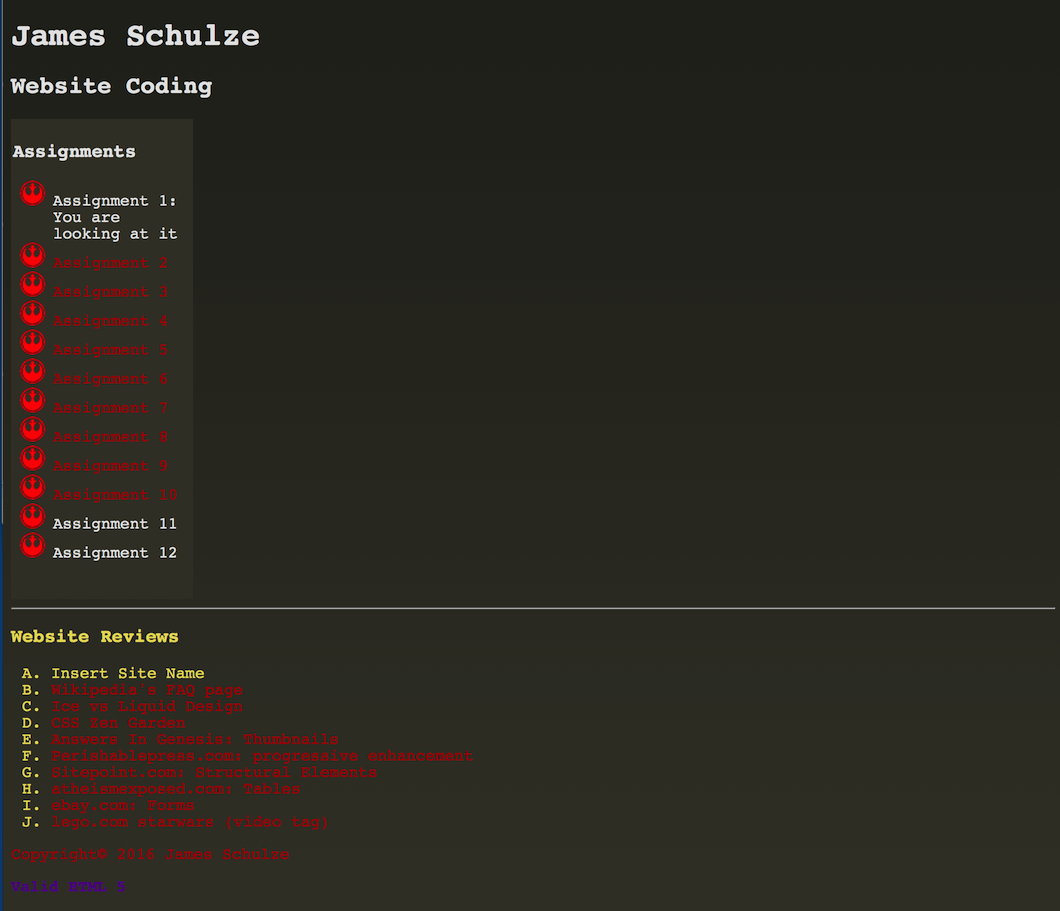 James Schulze
Website Coding
Assignments
Assignment 1:
You are
looking at it
Assignment 2
Assignment 3
Assignment 4
Assignment 5
Assignment 6
Assignment 7
Assignment 8
Assignment 9
Assignment 10
Assignment 11
Assignment 12
Website Reviews
A. Insert Site Name
B. Wikipedia's FAQ page
C. Ice vs Liquid Design
D. CSS Zen Garden
E. Answers In Genesis: Thumbnails
F. Perishablepress.com: progressive enhancement
G. Sitepoint.com: Structural Elements
H. atheismexposed.com: Tables
I. ebay.com: Forms
J. lego.com starwars (video tag)
Copyright© 2016 James Schulze
Valid HTML 5